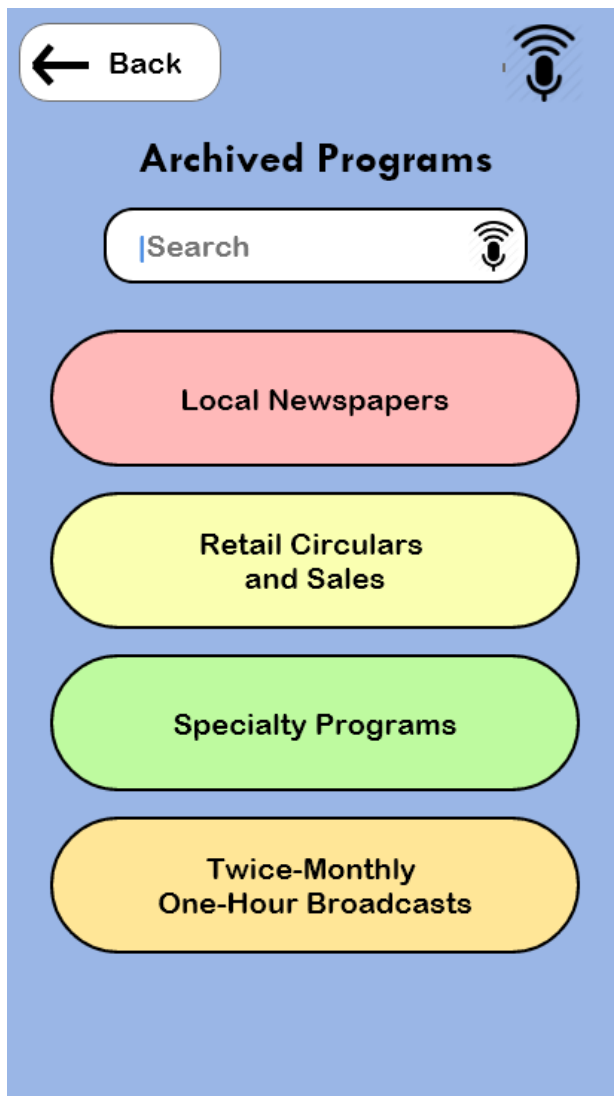 Back
Archived Programs
Search
Local Newspapers
Retail Circulars
and Sales
Specialty Programs
Twice-Monthly
One-Hour Broadcasts